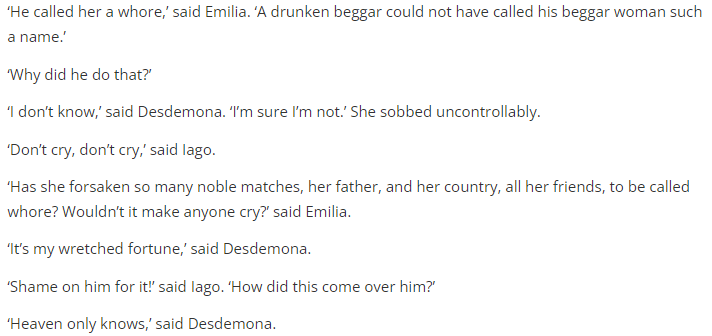 ‘He called her a whore,’ said Emilia. ‘A drunken beggar could not have called his beggar woman such
a name.’
‘Why did he do that?’
‘I don’t know,’ said Desdemona. ‘I’m sure I’m not.’ She sobbed uncontrollably.
‘Don’t cry, don’t cry,’ said Iago.
‘Has she forsaken so many noble matches, her father, and her country, all her friends, to be called
whore? Wouldn’t it make anyone cry?’ said Emilia.
‘It’s my wretched fortune,’ said Desdemona.
‘Shame on him for it!’ said Iago. ‘How did this come over him?’
‘Heaven only knows,’ said Desdemona.